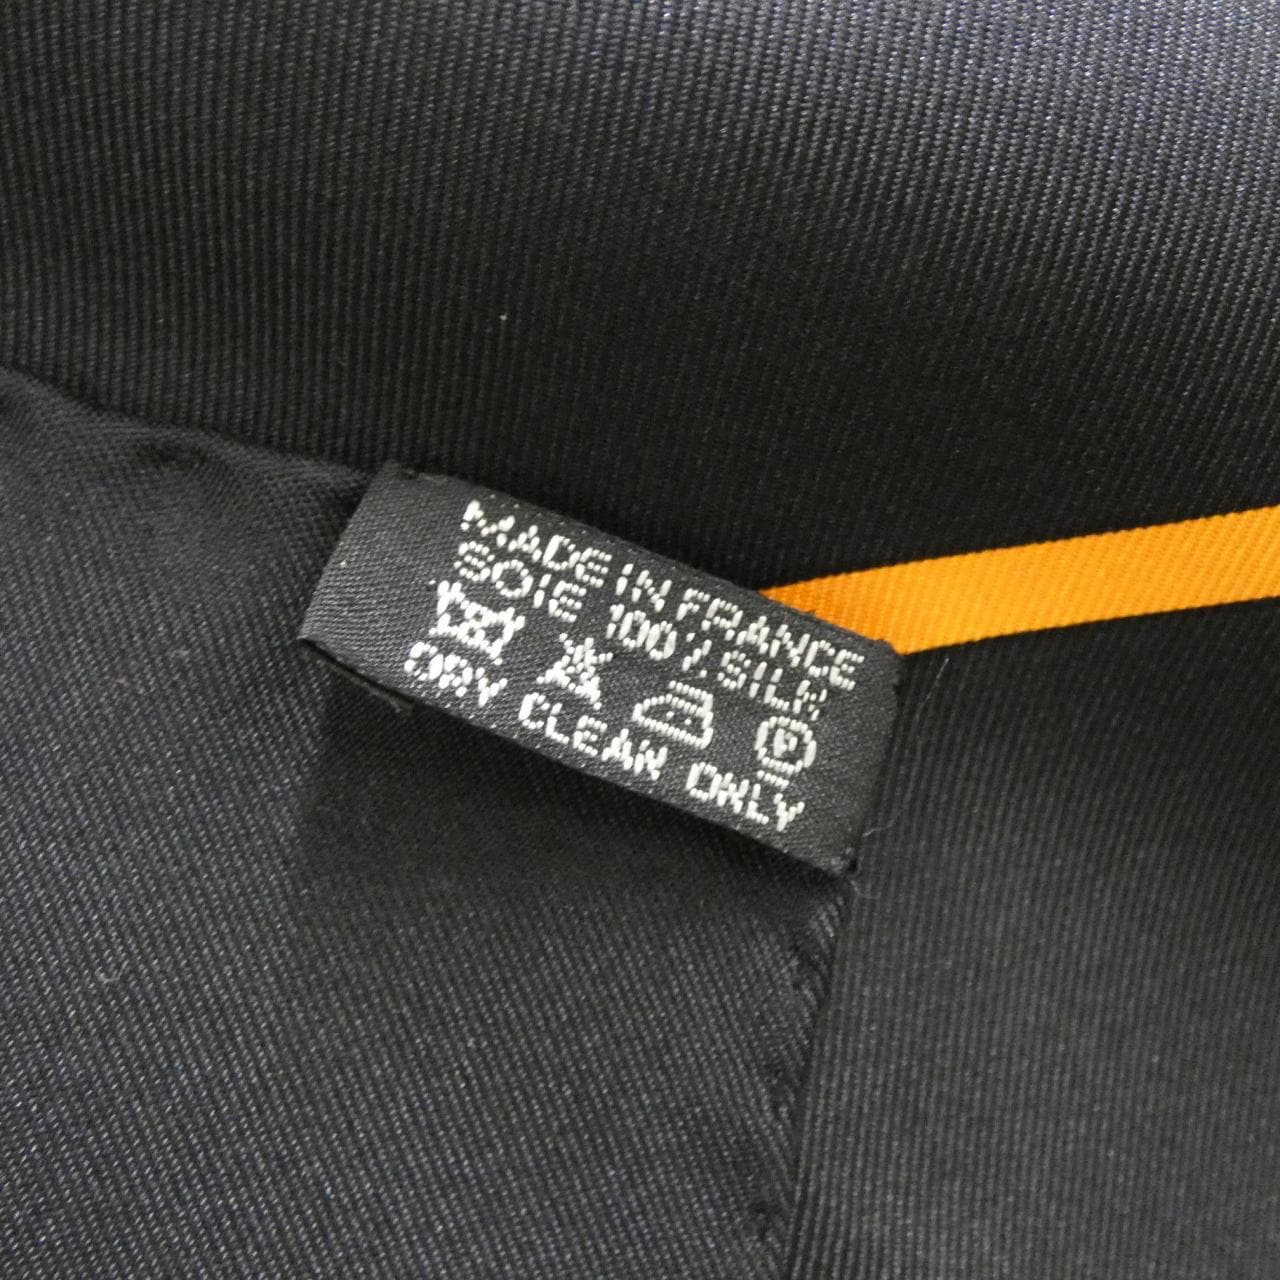 MADE IN FRANCE
SOIE 100% SILK
P
DRY CLEAN ONLY